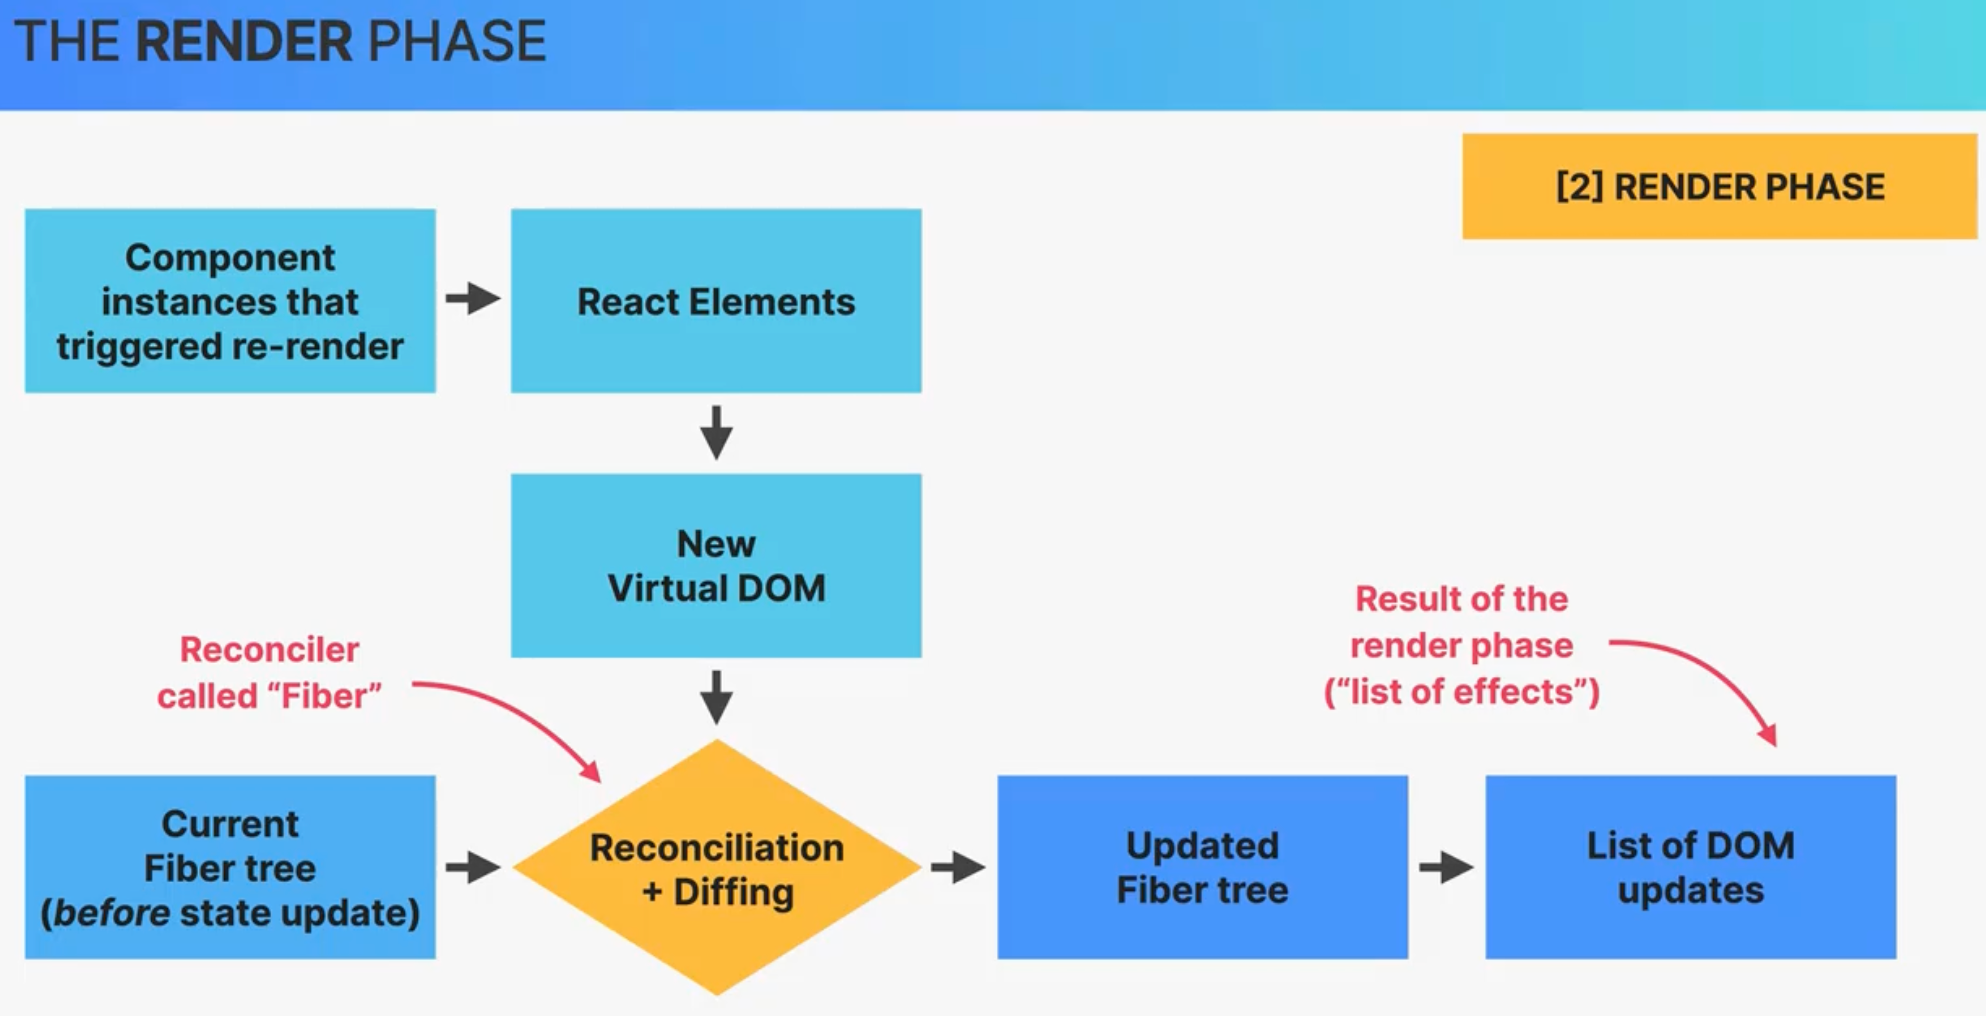 THE RENDER PHASE
[2] RENDER PHASE
Component
instances that
triggered re-render
React Elements
New
Virtual DOM
Reconciler
called “Fiber”
Result of the
render phase
(“list of effects”)
Current
Fiber tree
(before state update)
Reconciliation
+ Diffing
Updated
Fiber tree
List of DOM
updates